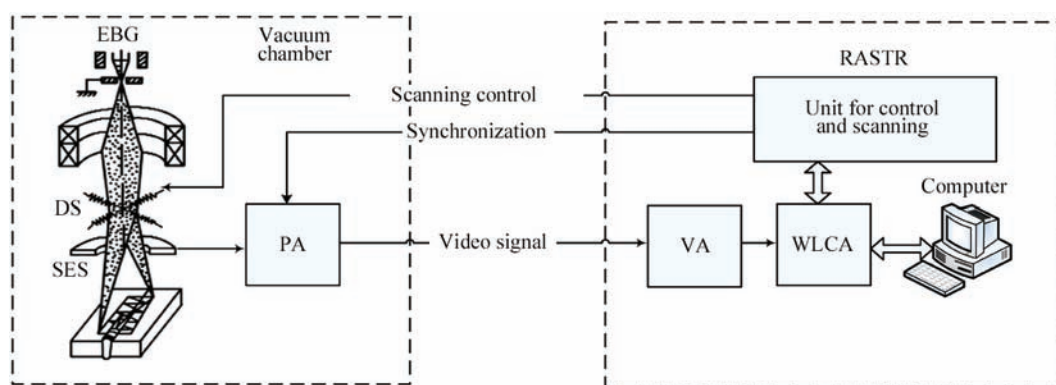 EBG
Vacuum
chamber
RASTR
Scanning control
Unit for control
and scanning
Synchronization
Computer
DS
PA
Video signal
VA
WLCA
SES